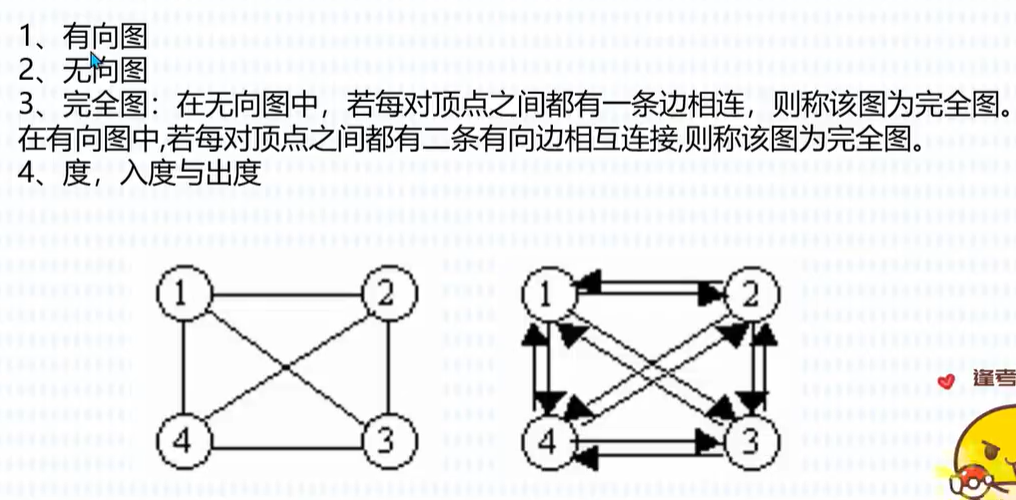 1、有向图
2、无向图
3、完全图：在无向图中，若每对顶点之间都有一条边相连，则称该图为完全图。
在有向图中,若每对顶点之间都有二条有向边相互连接,则称该图为完全图。
4、度，入度与出度
1 2 1 2
4 3 4 3
逢考